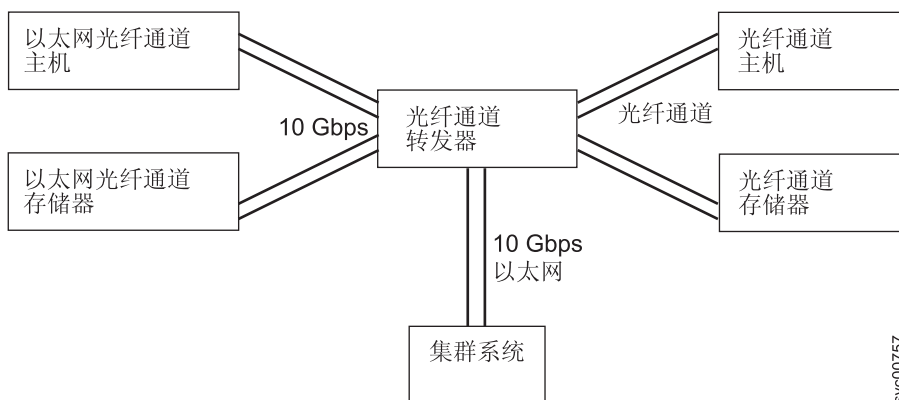 以太网光纤通道
主机
光纤通道
主机
10 Gbps
光纤通道
转发器
光纤通道
以太网光纤通道
存储器
光纤通道
存储器
10 Gbps
以太网
集群系统
svc00757